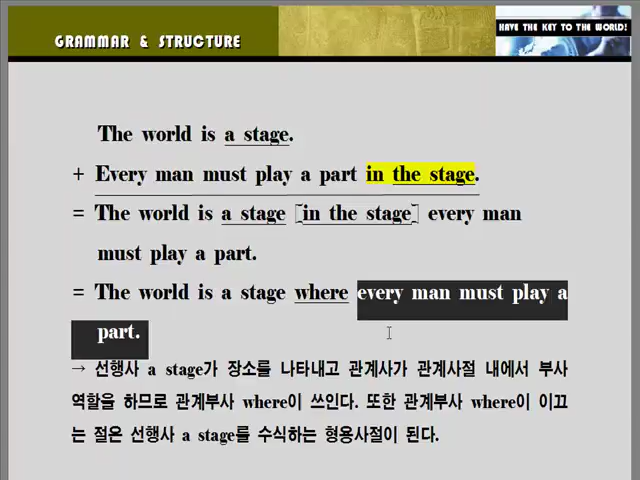 GRAMMAR & STRUCTURE
HAVE THE KEY TO THE WORLD!
The world is a stage.
+ Every man must play a part in the stage.
= The world is a stage [in the stage] every man
must play a part.
= The world is a stage where every man must play a
part.
→ 선행사 a stage가 장소를 나타내고 관계사가 관계사절 내에서 부사
역할을 하므로 관계부사 where이 쓰인다. 또한 관계부사 where이 이끄
는 절은 선행사 a stage를 수식하는 형용사절이 된다.